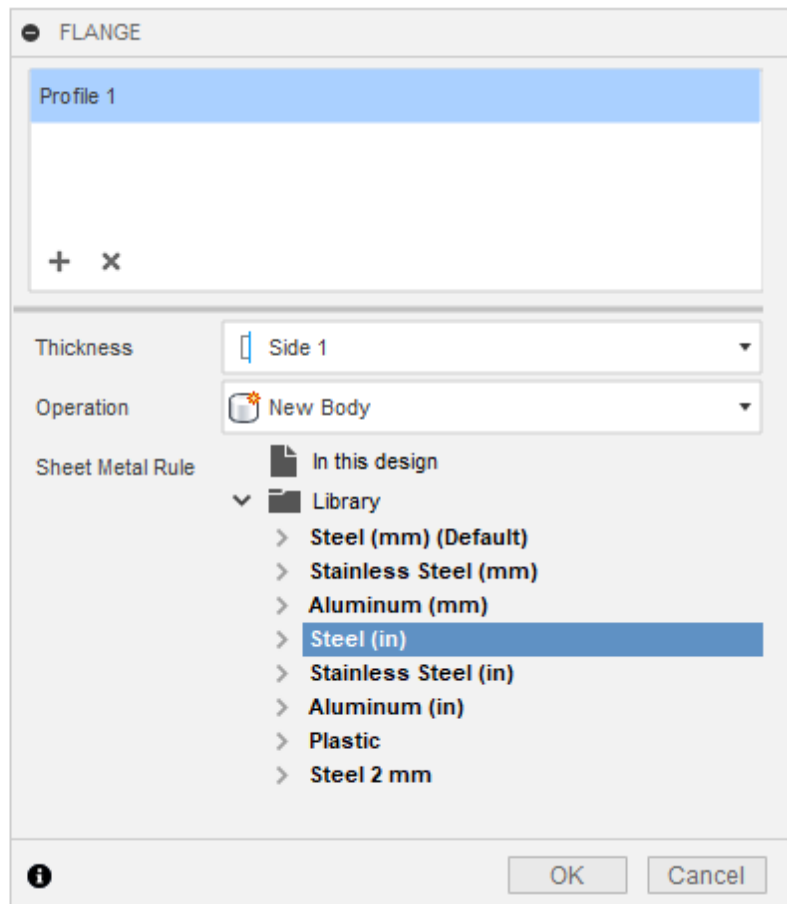 FLANGE
Profile 1
Thickness
Side 1
Operation
New Body
Sheet Metal Rule
In this design
Library
Steel (mm) (Default)
Stainless Steel (mm)
Aluminum (mm)
Steel (in)
Stainless Steel (in)
Aluminum (in)
Plastic
Steel 2 mm
OK
Cancel